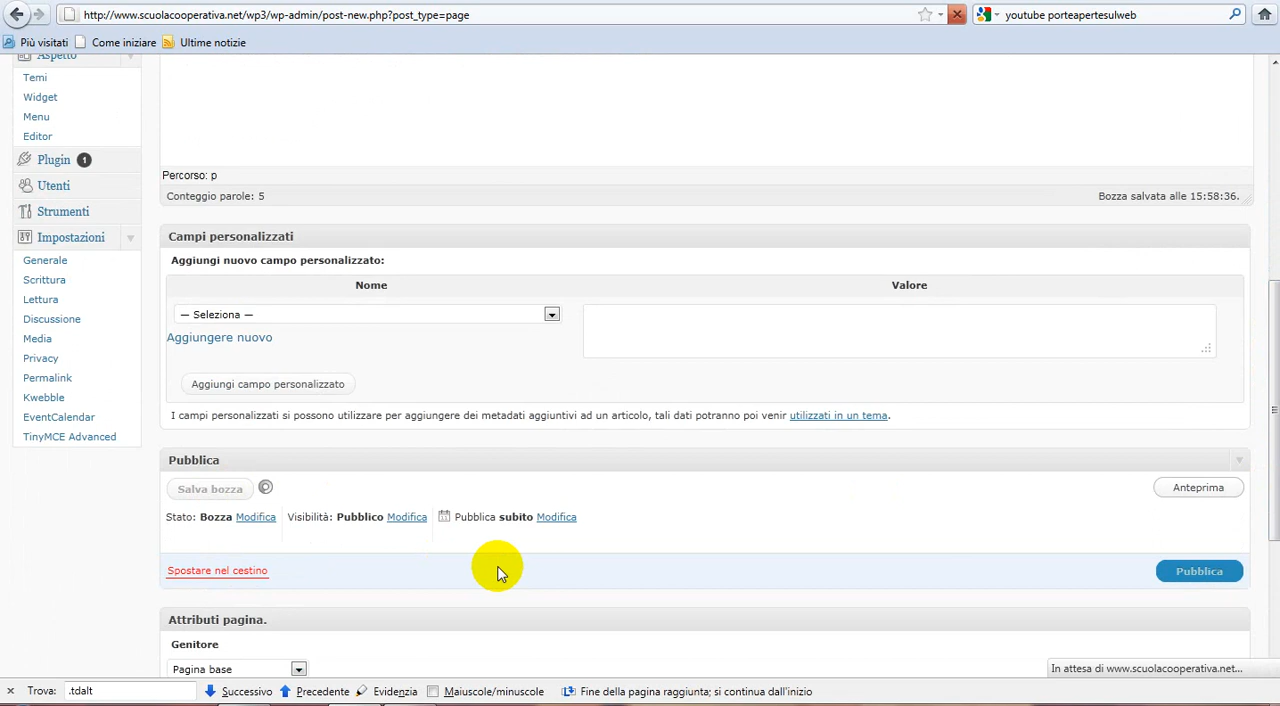 http://www.scuolacooperativa.net/wp3/wp-admin/post-new.php?post_type=page
youtube porteapertesulweb
Più visitati
Come iniziare
Ultime notizie
Aspetto
Temi
Widget
Menu
Editor
Plugin 1
Utenti
Strumenti
Impostazioni
Generale
Scrittura
Lettura
Discussione
Media
Privacy
Permalink
Kwebble
EventCalendar
TinyMCE Advanced
Percorso: p
Conteggio parole: 5
Bozza salvata alle 15:58:36.
Campi personalizzati
Aggiungi nuovo campo personalizzato:
Nome
Valore
— Seleziona —
Aggiungere nuovo
Aggiungi campo personalizzato
I campi personalizzati si possono utilizzare per aggiungere dei metadati aggiuntivi ad un articolo, tali dati potranno poi venir utilizzati in un tema.
Pubblica
Salva bozza
Anteprima
Stato: Bozza Modifica
Visibilità: Pubblico Modifica
Pubblica subito Modifica
Spostare nel cestino
Pubblica
Attributi pagina.
Genitore
Pagina base
In attesa di www.scuolacooperativa.net...
Trova: .tdalt
Successivo
Precedente
Evidenzia
Maiuscole/minuscole
Fine della pagina raggiunta; si continua dall'inizio